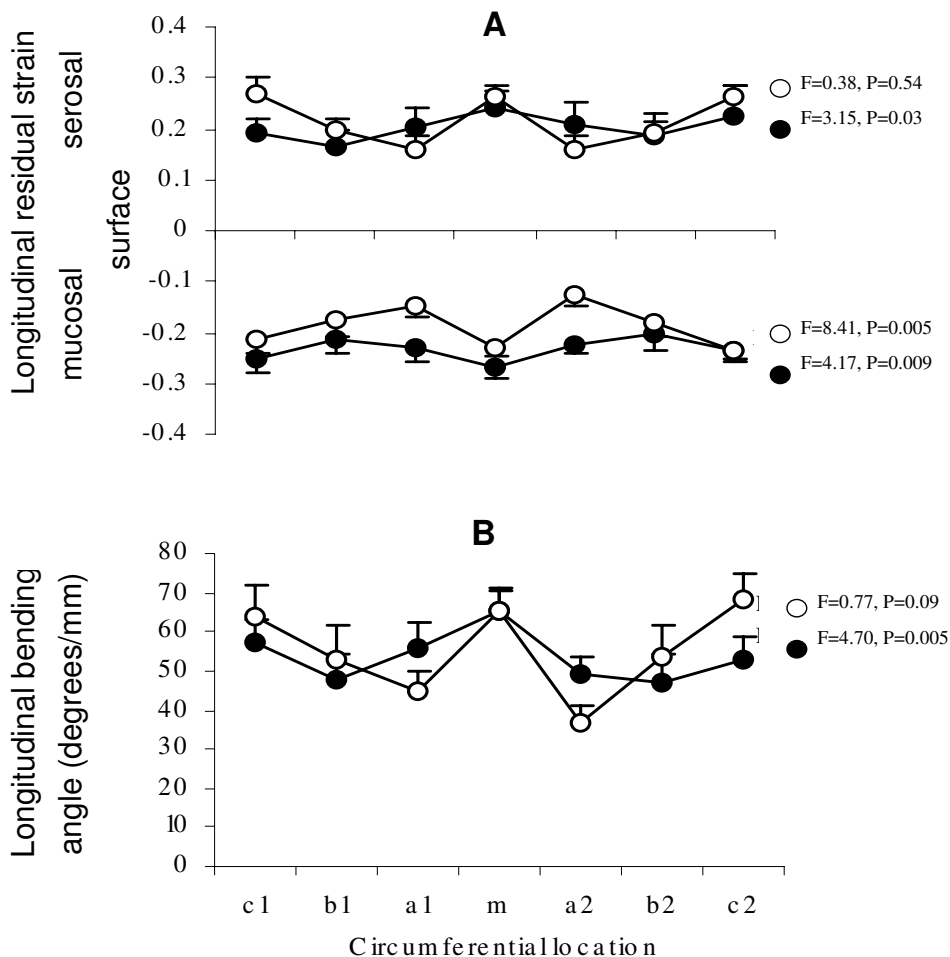 A
Longitudinal residual strain
serosal
mucosal
surface
0.4
0.3
0.2
0.1
0
-0.1
-0.2
-0.3
-0.4
F=0.38, P=0.54
F=3.15, P=0.03
F=8.41, P=0.005
F=4.17, P=0.009
B
Longitudinal bending
angle (degrees/mm)
80
70
60
50
40
30
20
10
0
F=0.77, P=0.09
F=4.70, P=0.005
c1 b1 a1 m a2 b2 c2
Circumferential location